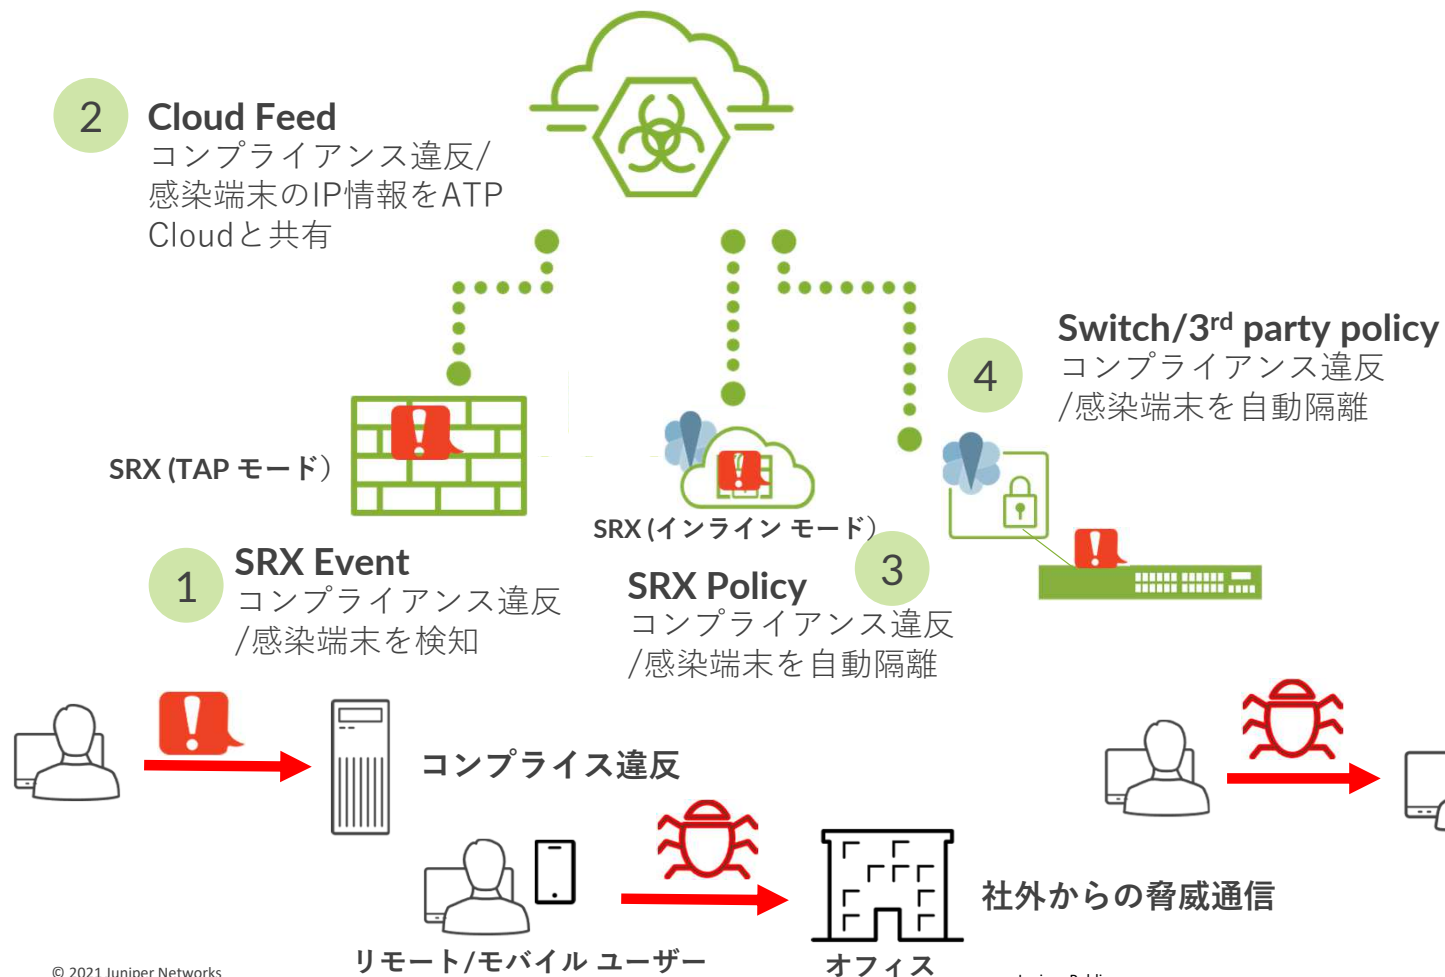 2
Cloud Feed
コンプライアンス違反/
感染端末のIP情報をATP
Cloudと共有
Switch/3rd party policy
4
コンプライアンス違反
/感染端末を自動隔離
SRX (TAP モード）
SRX (インライン モード）
1
SRX Event
コンプライアンス違反
/感染端末を検知
3
SRX Policy
コンプライアンス違反
/感染端末を自動隔離
コンプライス違反
社外からの脅威通信
リモート/モバイル ユーザー
オフィス
© 2021 Juniper Networks